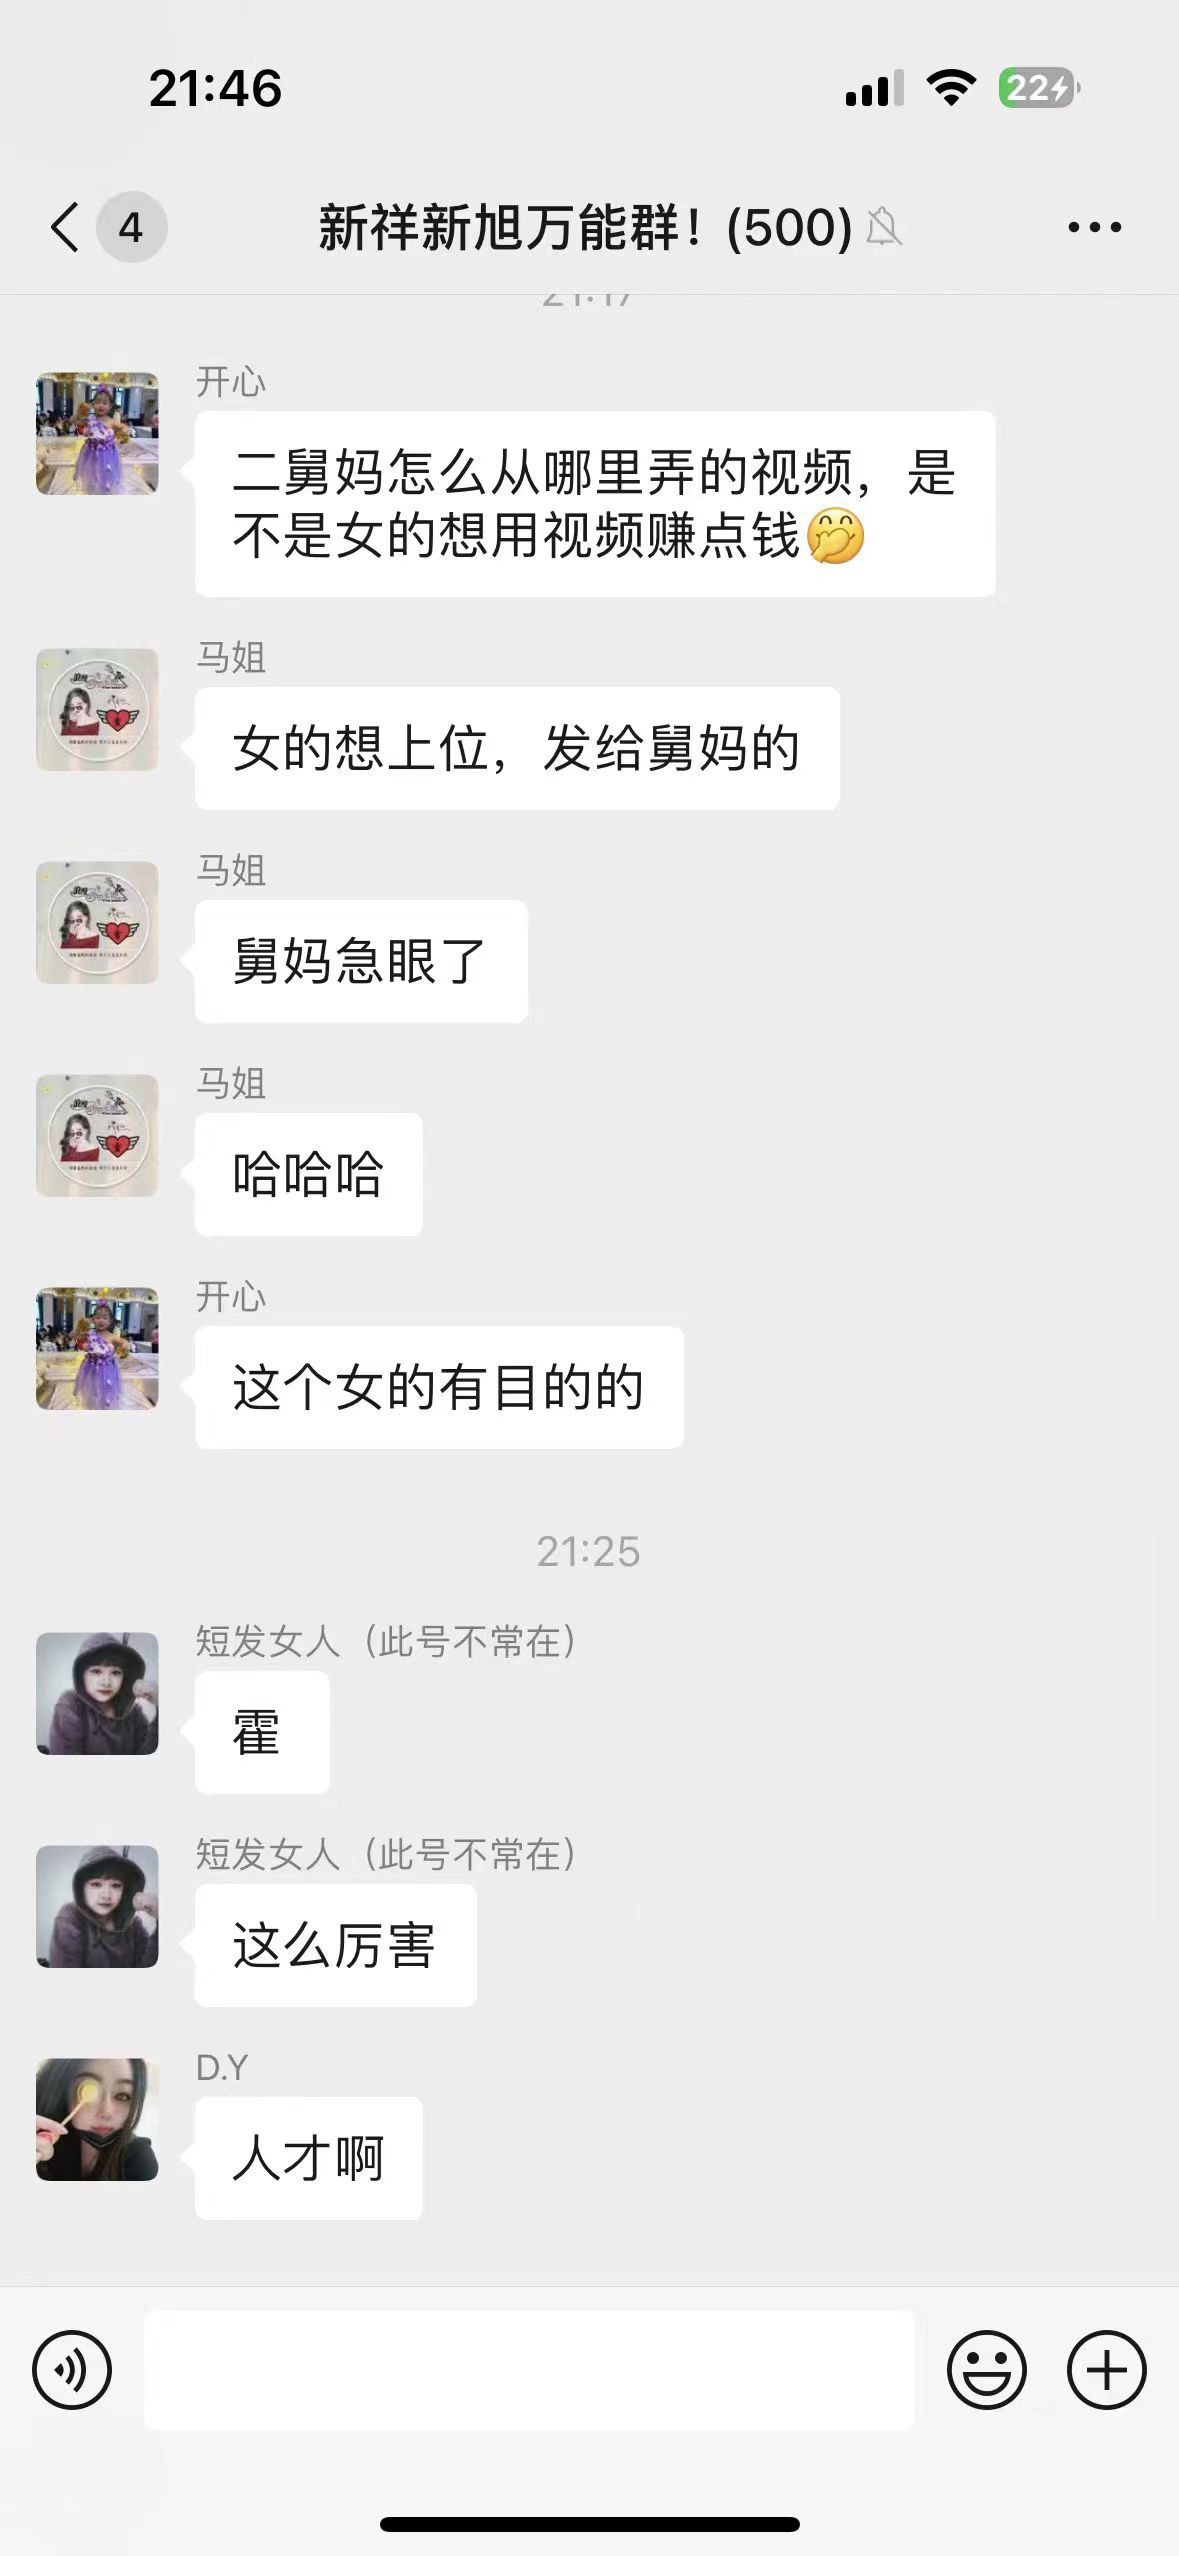 21:46
22
4
新祥新旭万能群！(500)
开心
二舅妈怎么从哪里弄的视频，是
不是女的想用视频赚点钱🤭
马姐
女的想上位，发给舅妈的
马姐
舅妈急眼了
马姐
哈哈哈
开心
这个女的有目的的
21:25
短发女人（此号不常在）
霍
短发女人（此号不常在）
这么厉害
D.Y
人才啊